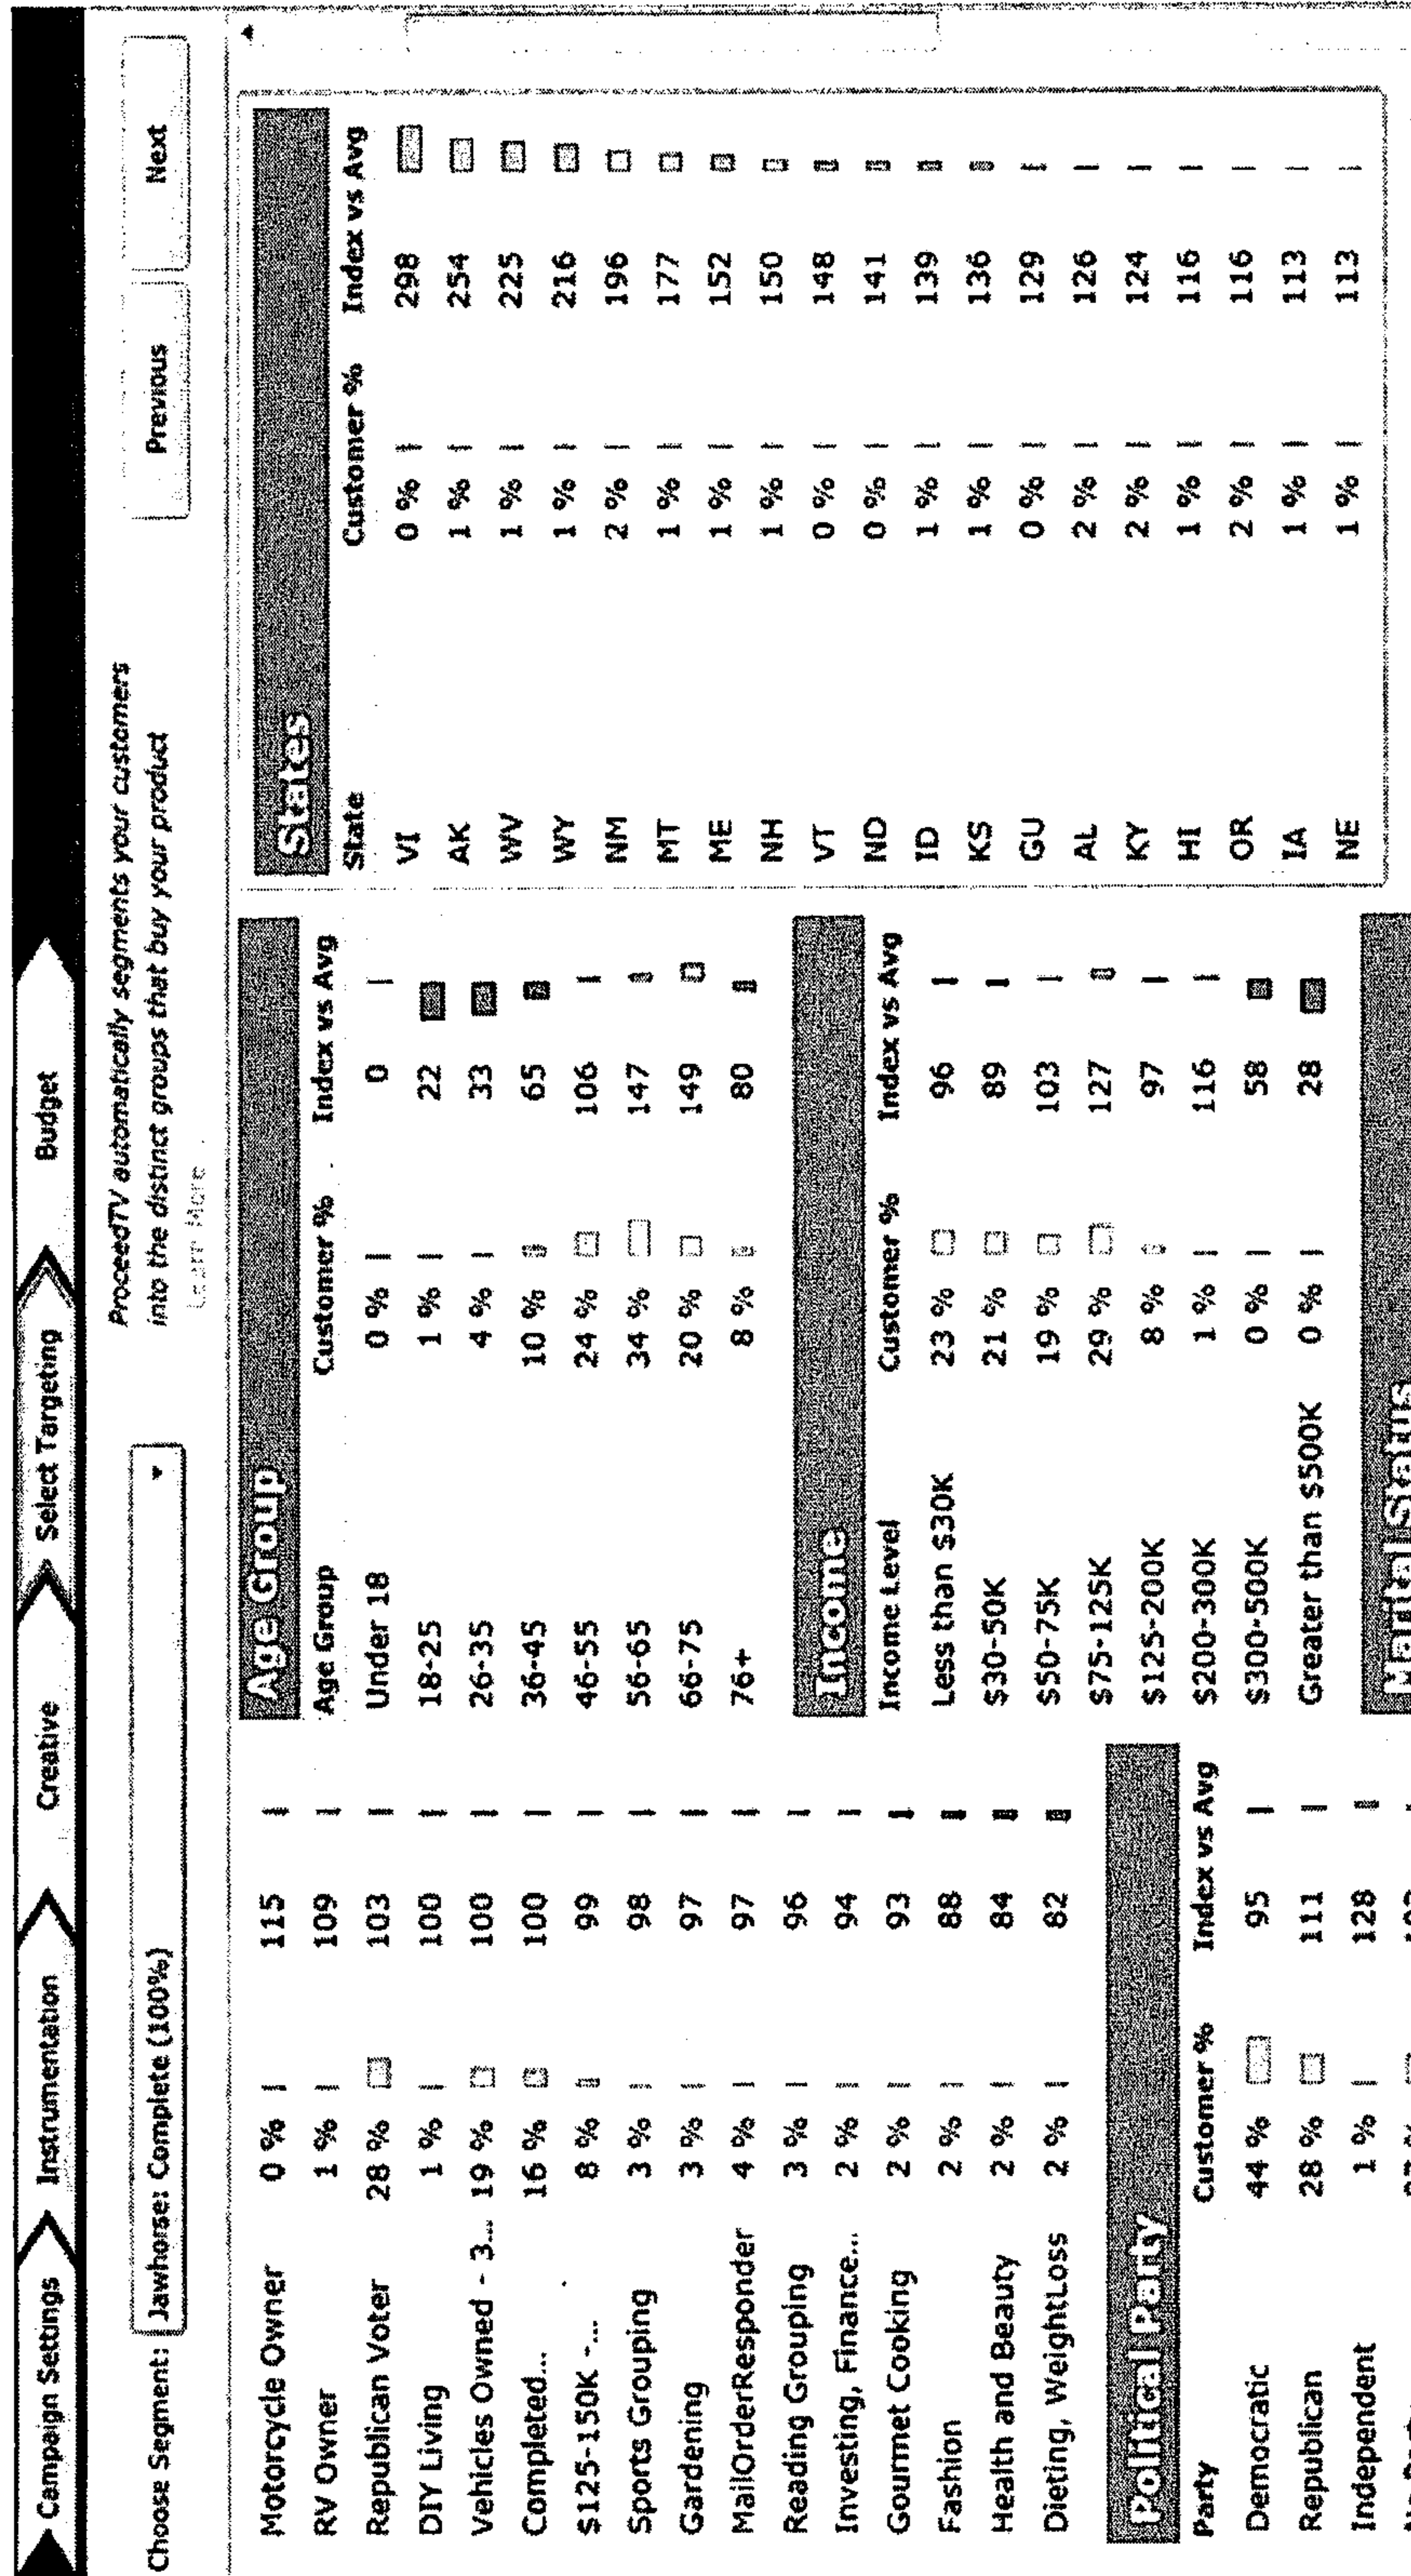 Campaign Settings Instrumentation Creative Select Targeting Budget
Choose Segment: Jawhorse: Complete (100%)
ProceedTV automatically segments your customers
into the distinct groups that buy your product
Learn More
Previous Next
Motorcycle Owner 0 % 115
RV Owner 1 % 109
Republican Voter 28 % 103
DIY Living 1 % 100
Vehicles Owned - 3... 19 % 100
Completed... 16 % 100
$125-150K -... 8 % 99
Sports Grouping 3 % 98
Gardening 3 % 97
MailOrderResponder 4 % 97
Reading Grouping 3 % 96
Investing, Finance... 2 % 94
Gourmet Cooking 2 % 93
Fashion 2 % 88
Health and Beauty 2 % 84
Dieting, WeightLoss 2 % 82
Political Party
Party Customer % Index vs Avg
Democratic 44 % 95
Republican 28 % 111
Independent 1 % 128
Age Group
Age Group Customer % Index vs Avg
Under 18 0 % 0
18-25 1 % 22
26-35 4 % 33
36-45 10 % 65
46-55 24 % 106
56-65 34 % 147
66-75 20 % 149
76+ 8 % 80
Income
Income Level Customer % Index vs Avg
Less than $30K 23 % 96
$30-50K 21 % 89
$50-75K 19 % 103
$75-125K 29 % 127
$125-200K 8 % 97
$200-300K 1 % 116
$300-500K 0 % 58
Greater than $500K 0 % 28
Marital Status
States
State Customer % Index vs Avg
VI 0 % 298
AK 1 % 254
WV 1 % 225
WY 1 % 216
NM 2 % 196
MT 1 % 177
ME 1 % 152
NH 1 % 150
VT 0 % 148
ND 0 % 141
ID 1 % 139
KS 1 % 136
GU 0 % 129
AL 2 % 126
KY 2 % 124
HI 1 % 116
OR 2 % 116
IA 1 % 113
NE 1 % 113